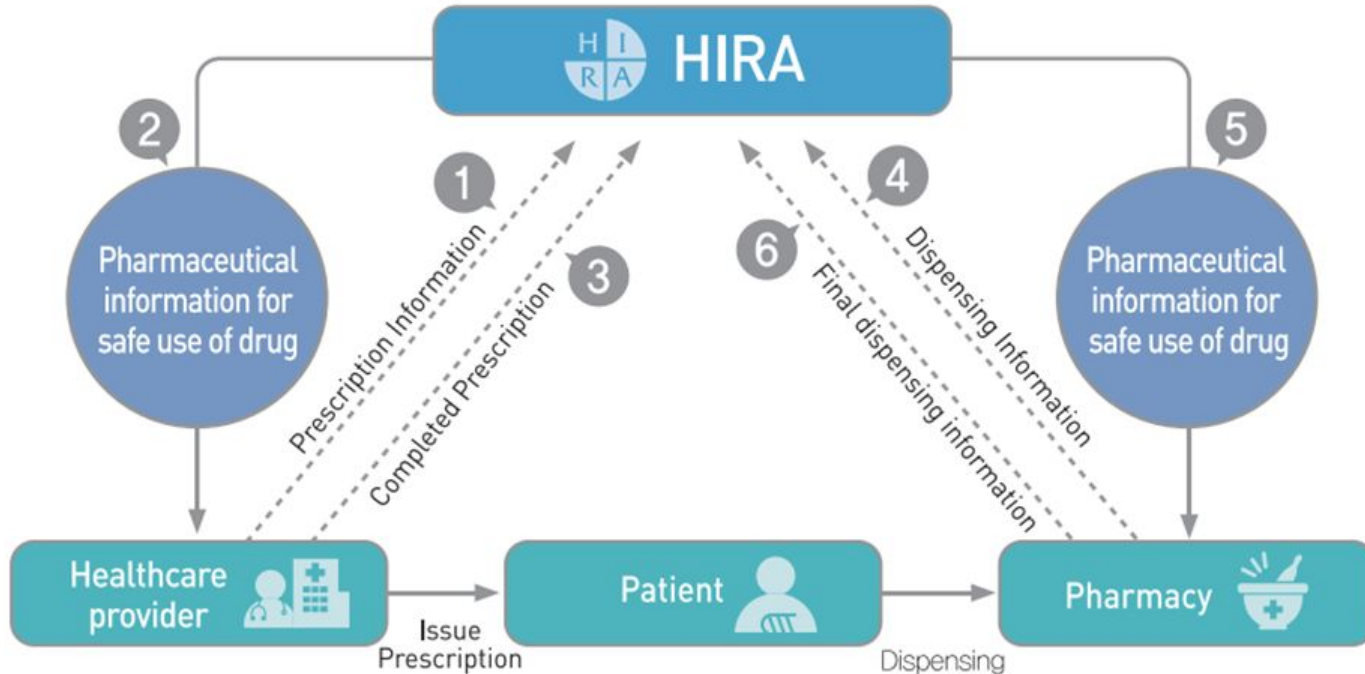 H I
R A
HIRA
2
5
1
4
3
6
Pharmaceutical
information for
safe use of drug
Prescription Information
Completed Prescription
Final dispensing information
Dispensing Information
Pharmaceutical
information for
safe use of drug
Healthcare
provider
Issue
Prescription
Patient
Dispensing
Pharmacy